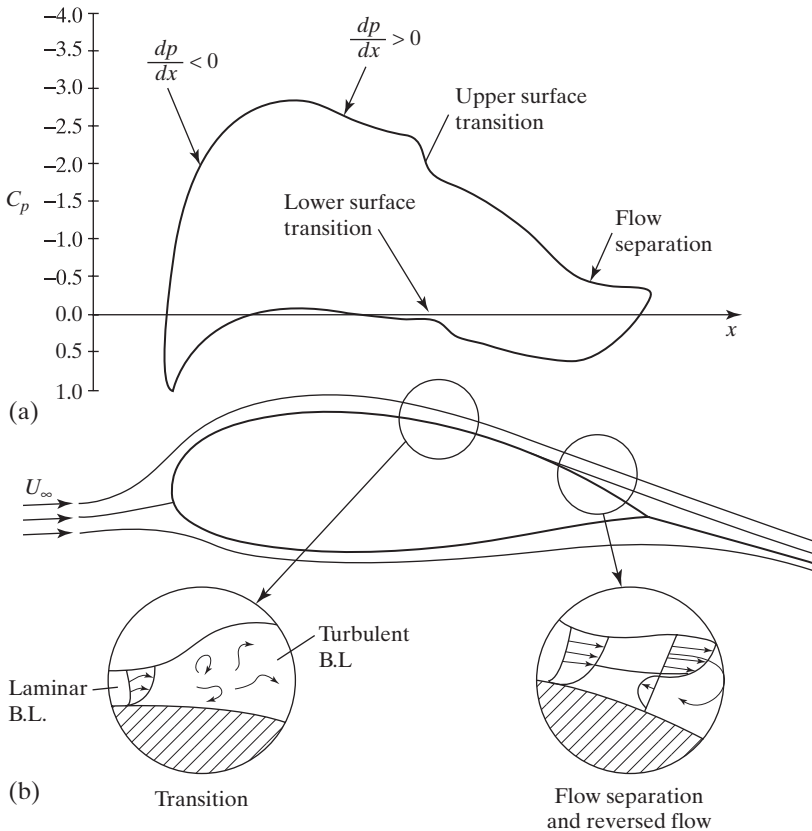 -4.0
-3.5
-3.0
-2.5
-2.0
-1.5
-1.0
-0.5
0.0
0.5
1.0
C_p
dp/dx < 0
dp/dx > 0
Upper surface
transition
Lower surface
transition
Flow
separation
x
(a)
U_∞
Laminar
B.L.
Turbulent
B.L
(b)
Transition
Flow separation
and reversed flow